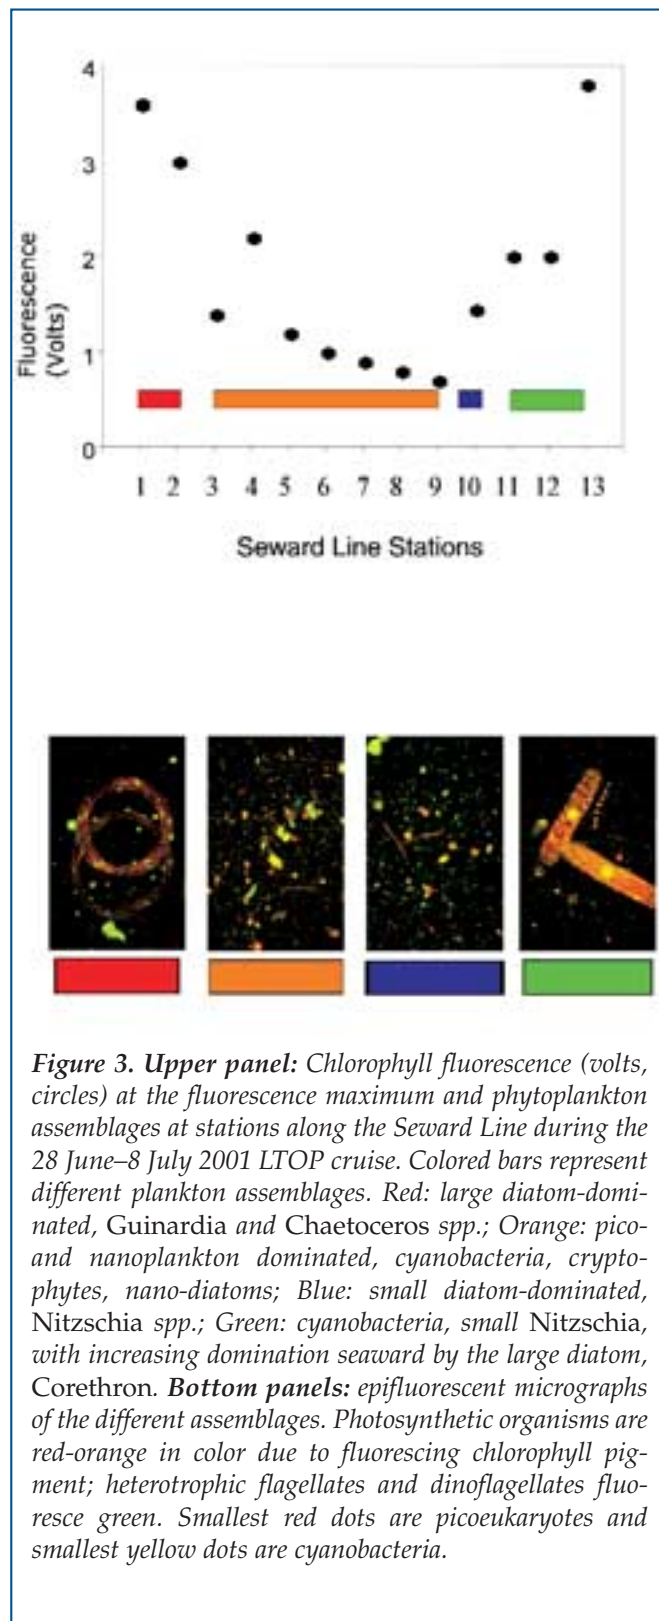 4
3
2
1
0
Fluorescence
(Volts)
1 2 3 4 5 6 7 8 9 10 11 12 13
Seward Line Stations
Figure 3. Upper panel: Chlorophyll fluorescence (volts,
circles) at the fluorescence maximum and phytoplankton
assemblages at stations along the Seward Line during the
28 June–8 July 2001 LTOP cruise. Colored bars represent
different plankton assemblages. Red: large diatom-domi-
nated, Guinardia and Chaetoceros spp.; Orange: pico-
and nanoplankton dominated, cyanobacteria, crypto-
phytes, nano-diatoms; Blue: small diatom-dominated,
Nitzschia spp.; Green: cyanobacteria, small Nitzschia,
with increasing domination seaward by the large diatom,
Corethron. Bottom panels: epifluorescent micrographs
of the different assemblages. Photosynthetic organisms are
red-orange in color due to fluorescing chlorophyll pig-
ment; heterotrophic flagellates and dinoflagellates fluo-
resce green. Smallest red dots are picoeukaryotes and
smallest yellow dots are cyanobacteria.